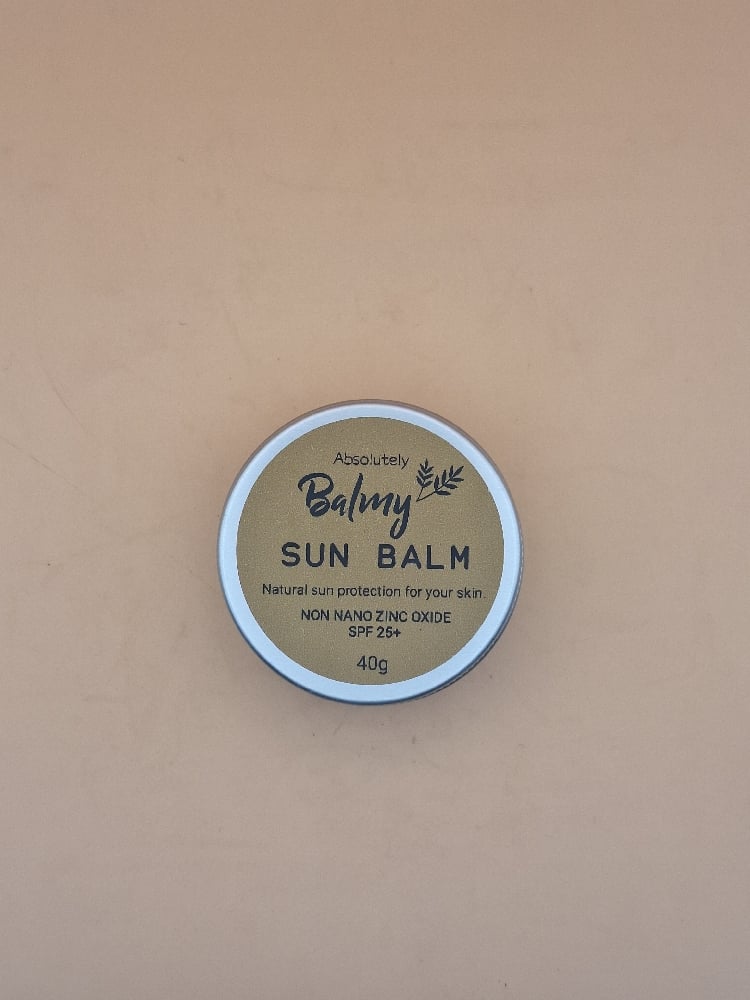 Absolutely
Balmy
SUN BALM
Natural sun protection for your skin.
NON NANO ZINC OXIDE
SPF 25+
40g